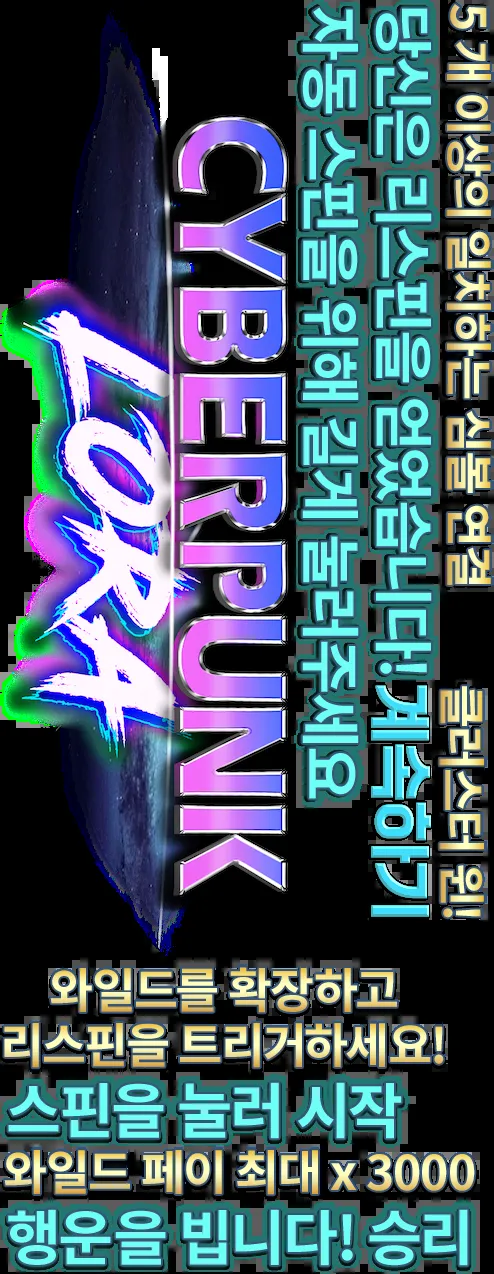 5개 이상의 일치하는 심볼 연결
클러스터 윈!
당신은 리스핀을 얻었습니다! 계속하기
자동 스핀을 위해 길게 눌러주세요
CYBERPUNK
LORA
와일드를 확장하고
리스핀을 트리거하세요!
스핀을 눌러 시작
와일드 페이 최대 x 3000
행운을 빕니다! 승리